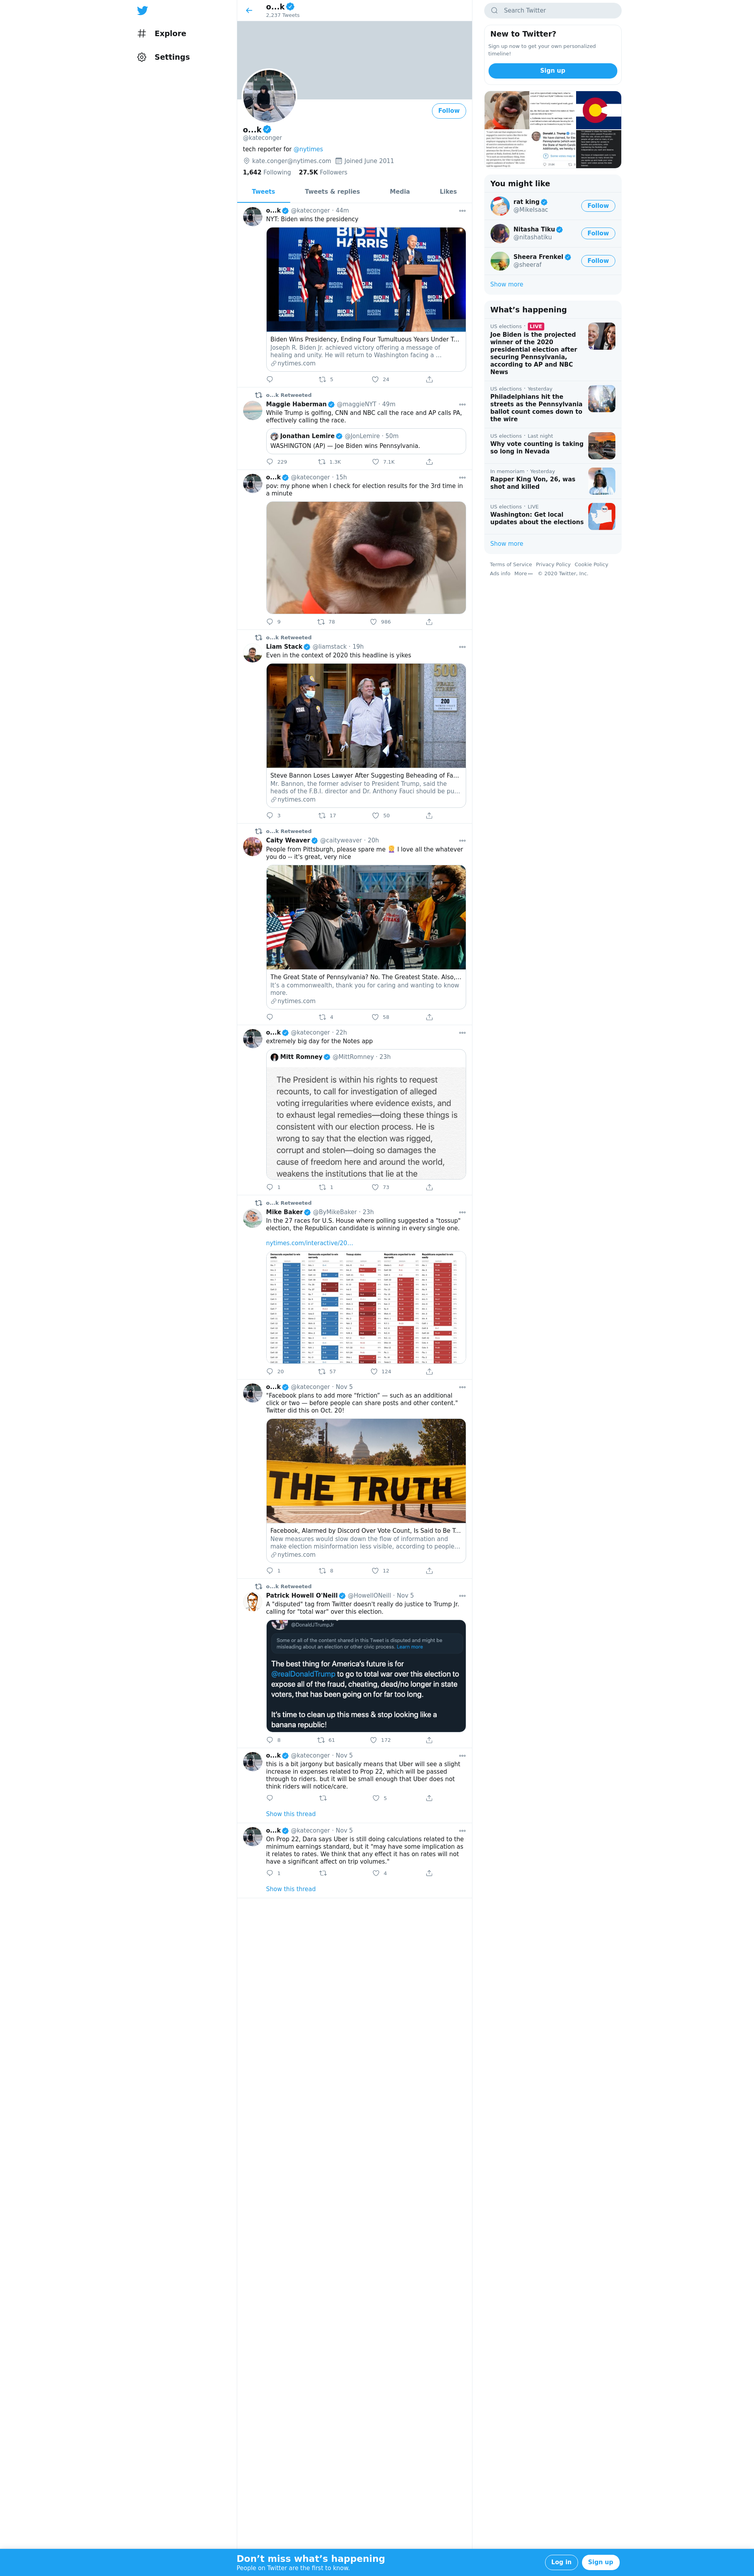 Explore
Settings
o...k
2,237 Tweets
Follow
o...k
@kateconger
tech reporter for @nytimes
kate.conger@nytimes.com Joined June 2011
1,642 Following 27.5K Followers
Tweets Tweets & replies Media Likes
o...k @kateconger · 44m
NYT: Biden wins the presidency
BIDEN
HARRIS
Biden Wins Presidency, Ending Four Tumultuous Years Under T...
Joseph R. Biden Jr. achieved victory offering a message of
healing and unity. He will return to Washington facing a ...
nytimes.com
5 24
o...k Retweeted
Maggie Haberman @maggieNYT · 49m
While Trump is golfing, CNN and NBC call the race and AP calls PA,
effectively calling the race.
Jonathan Lemire @JonLemire · 50m
WASHINGTON (AP) — Joe Biden wins Pennsylvania.
229 1.3K 7.1K
o...k @kateconger · 15h
pov: my phone when I check for election results for the 3rd time in
a minute
9 78 986
o...k Retweeted
Liam Stack @liamstack · 19h
Even in the context of 2020 this headline is yikes
500
200
Steve Bannon Loses Lawyer After Suggesting Beheading of Fa...
Mr. Bannon, the former adviser to President Trump, said the
heads of the F.B.I. director and Dr. Anthony Fauci should be pu...
nytimes.com
3 17 50
o...k Retweeted
Caity Weaver @caityweaver · 20h
People from Pittsburgh, please spare me I love all the whatever
you do -- it's great, very nice
The Great State of Pennsylvania? No. The Greatest State. Also,...
It's a commonwealth, thank you for caring and wanting to know
more.
nytimes.com
4 58
o...k @kateconger · 22h
extremely big day for the Notes app
Mitt Romney @MittRomney · 23h
The President is within his rights to request
recounts, to call for investigation of alleged
voting irregularities where evidence exists, and
to exhaust legal remedies—doing these things is
consistent with our election process. He is
wrong to say that the election was rigged,
corrupt and stolen—doing so damages the
cause of freedom here and around the world,
weakens the institutions that lie at the
1 1 73
o...k Retweeted
Mike Baker @ByMikeBaker · 23h
In the 27 races for U.S. House where polling suggested a "tossup"
election, the Republican candidate is winning in every single one.
nytimes.com/interactive/20...
20 57 124
o...k @kateconger · Nov 5
"Facebook plans to add more "friction" — such as an additional
click or two — before people can share posts and other content."
Twitter did this on Oct. 20!
THE TRUTH
Facebook, Alarmed by Discord Over Vote Count, Is Said to Be T...
New measures would slow down the flow of information and
make election misinformation less visible, according to people...
nytimes.com
1 8 12
o...k Retweeted
Patrick Howell O'Neill @HowellONeill · Nov 5
A "disputed" tag from Twitter doesn't really do justice to Trump Jr.
calling for "total war" over this election.
@DonaldJTrumpJr
Some or all of the content shared in this Tweet is disputed and might be
misleading about an election or other civic process. Learn more
The best thing for America's future is for
@realDonaldTrump to go to total war over this election to
expose all of the fraud, cheating, dead/no longer in state
voters, that has been going on for far too long.
It's time to clean up this mess & stop looking like a
banana republic!
8 61 172
o...k @kateconger · Nov 5
this is a bit jargony but basically means that Uber will see a slight
increase in expenses related to Prop 22, which will be passed
through to riders. but it will be small enough that Uber does not
think riders will notice/care.
5
Show this thread
o...k @kateconger · Nov 5
On Prop 22, Dara says Uber is still doing calculations related to the
minimum earnings standard, but it "may have some implication as
it relates to rates. We think that any effect it has on rates will not
have a significant affect on trip volumes."
1 4
Show this thread
Search Twitter
New to Twitter?
Sign up now to get your own personalized
timeline!
Sign up
You might like
rat king
@MikeIsaac
Follow
Nitasha Tiku
@nitashatiku
Follow
Sheera Frenkel
@sheeraf
Follow
Show more
What's happening
US elections · LIVE
Joe Biden is the projected
winner of the 2020
presidential election after
securing Pennsylvania,
according to AP and NBC
News
US elections · Yesterday
Philadelphians hit the
streets as the Pennsylvania
ballot count comes down to
the wire
US elections · Last night
Why vote counting is taking
so long in Nevada
In memoriam · Yesterday
Rapper King Von, 26, was
shot and killed
US elections · LIVE
Washington: Get local
updates about the elections
Show more
Terms of Service Privacy Policy Cookie Policy
Ads info More © 2020 Twitter, Inc.
Don't miss what's happening
People on Twitter are the first to know.
Log in Sign up